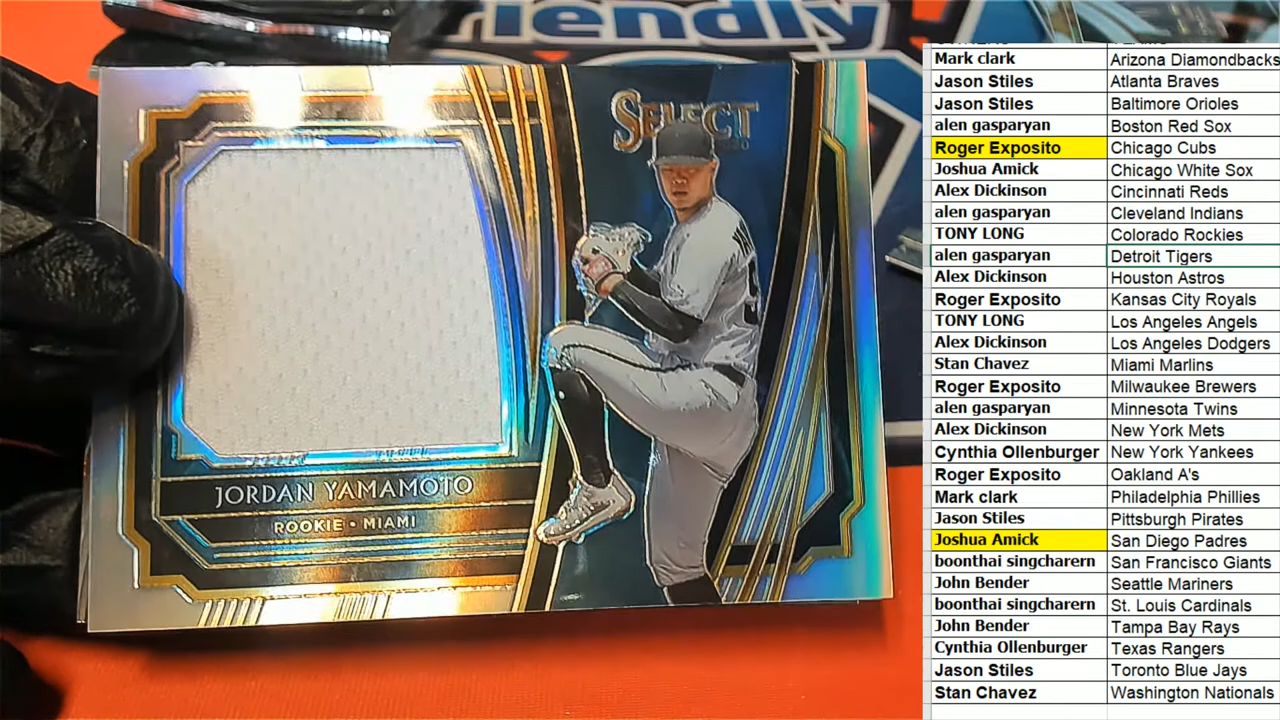 riendly
SELECT
JORDAN YAMAMOTO
ROOKIE • MIAMI
Mark clark Arizona Diamondbacks
Jason Stiles Atlanta Braves
Jason Stiles Baltimore Orioles
alen gasparyan Boston Red Sox
Roger Exposito Chicago Cubs
Joshua Amick Chicago White Sox
Alex Dickinson Cincinnati Reds
alen gasparyan Cleveland Indians
TONY LONG Colorado Rockies
alen gasparyan Detroit Tigers
Alex Dickinson Houston Astros
Roger Exposito Kansas City Royals
TONY LONG Los Angeles Angels
Alex Dickinson Los Angeles Dodgers
Stan Chavez Miami Marlins
Roger Exposito Milwaukee Brewers
alen gasparyan Minnesota Twins
Alex Dickinson New York Mets
Cynthia Ollenburger New York Yankees
Roger Exposito Oakland A's
Mark clark Philadelphia Phillies
Jason Stiles Pittsburgh Pirates
Joshua Amick San Diego Padres
boonthai singcharern San Francisco Giants
John Bender Seattle Mariners
boonthai singcharern St. Louis Cardinals
John Bender Tampa Bay Rays
Cynthia Ollenburger Texas Rangers
Jason Stiles Toronto Blue Jays
Stan Chavez Washington Nationals